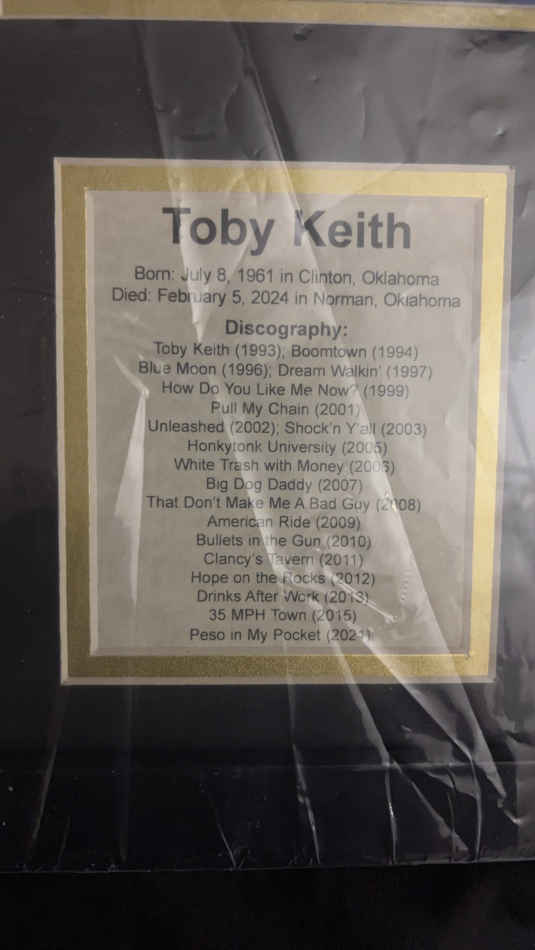 Toby Keith
Born: July 8, 1961 in Clinton, Oklahoma
Died: February 5, 2024 in Norman, Oklahoma
Discography:
Toby Keith (1993); Boomtown (1994)
Blue Moon (1996); Dream Walkin' (1997)
How Do You Like Me Now? (1999)
Pull My Chain (2001)
Unleashed (2002); Shock'n Y'all (2003)
Honkytonk University (2005)
White Trash with Money (2006)
Big Dog Daddy (2007)
That Don't Make Me A Bad Guy (2008)
American Ride (2009)
Bullets in the Gun (2010)
Clancy's Tavern (2011)
Hope on the Rocks (2012)
Drinks After Work (2013)
35 MPH Town (2015)
Peso in My Pocket (2021)